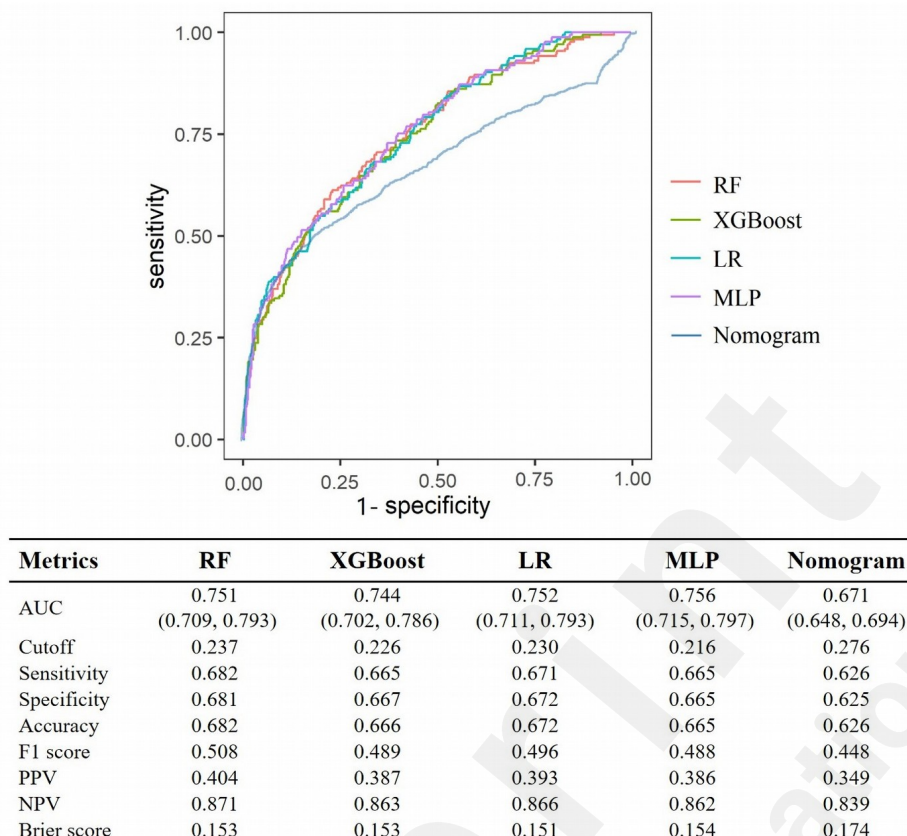 1.00
0.75
0.50
0.25
0.00
sensitivity
0.00 0.25 0.50 0.75 1.00
1- specificity
RF
XGBoost
LR
MLP
Nomogram
Metrics RF XGBoost LR MLP Nomogram
AUC 0.751 0.744 0.752 0.756 0.671
(0.709, 0.793) (0.702, 0.786) (0.711, 0.793) (0.715, 0.797) (0.648, 0.694)
Cutoff 0.237 0.226 0.230 0.216 0.276
Sensitivity 0.682 0.665 0.671 0.665 0.626
Specificity 0.681 0.667 0.672 0.665 0.625
Accuracy 0.682 0.666 0.672 0.665 0.626
F1 score 0.508 0.489 0.496 0.488 0.448
PPV 0.404 0.387 0.393 0.386 0.349
NPV 0.871 0.863 0.866 0.862 0.839
Brier score 0.153 0.153 0.151 0.154 0.174